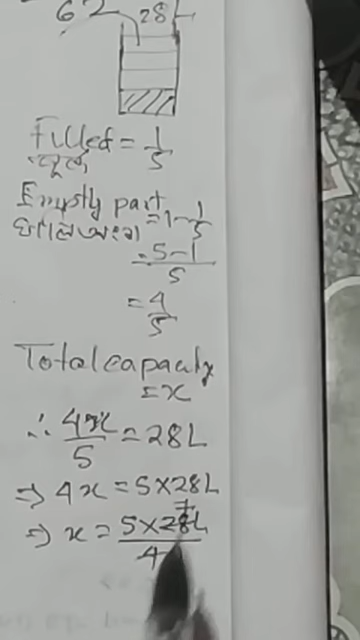 28L
Filled = 1/5
পূর্ণ
Empty part = 1 - 1/5
খালি অংশ
= 5-1/5
= 4/5
Total capacity
= x
∴ 4x/5 = 28L
⇒ 4x = 5×28L
⇒ x = 5×28L/4
7